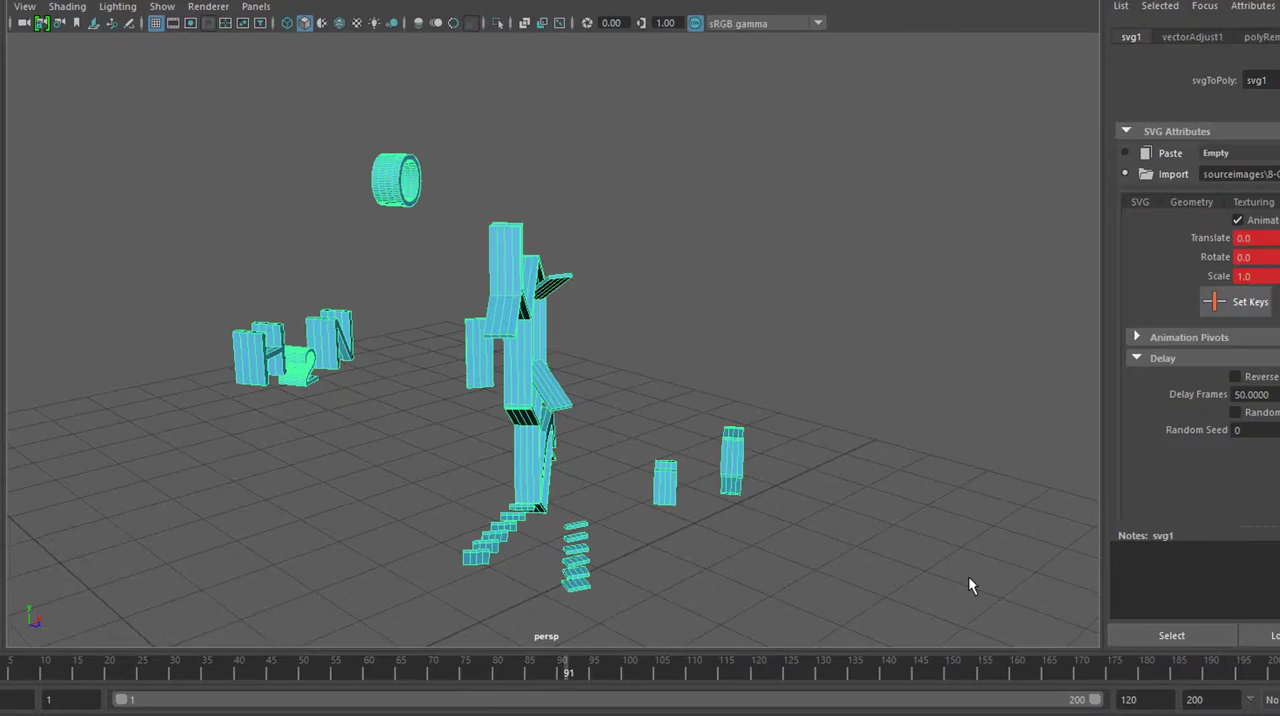 View Shading Lighting Show Renderer Panels
List Selected Focus Attributes
0.00 1.00 ON sRGB gamma
svg1 vectorAdjust1 polyRem
svgToPoly: svg1
SVG Attributes
Paste Empty
Import sourceimages\8-
SVG Geometry Texturing
Animat
Translate 0.0
Rotate 0.0
Scale 1.0
Set Keys
Animation Pivots
Delay
Reverse
Delay Frames 50.0000
Random
Random Seed 0
H N
Notes: svg1
y
persp
Select Lo
5 10 15 20 25 30 35 40 45 50 55 60 65 70 75 80 85 90 95 100 105 110 115 120 125 130 135 140 145 150 155 160 165 170 175 180 185 190 195 200
91
1 1 200 120 200 No